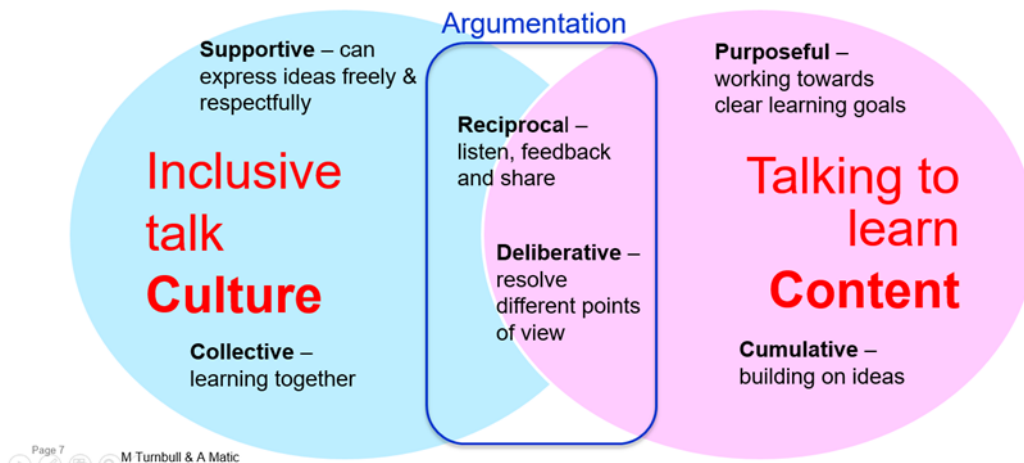 Argumentation
Supportive – can
express ideas freely &
respectfully
Inclusive
talk
Culture
Collective –
learning together
Reciprocal –
listen, feedback
and share
Deliberative –
resolve
different points
of view
Purposeful –
working towards
clear learning goals
Talking to
learn
Content
Cumulative –
building on ideas
Page 7
M Turnbull & A Matic